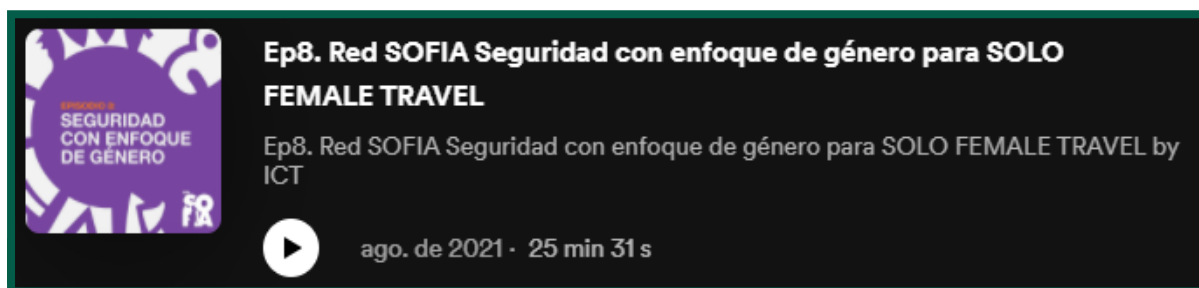 EPISODIO 8
SEGURIDAD
CON ENFOQUE
DE GÉNERO
SOFIA
Ep8. Red SOFIA Seguridad con enfoque de género para SOLO
FEMALE TRAVEL
Ep8. Red SOFIA Seguridad con enfoque de género para SOLO FEMALE TRAVEL by
ICT
ago. de 2021 · 25 min 31 s